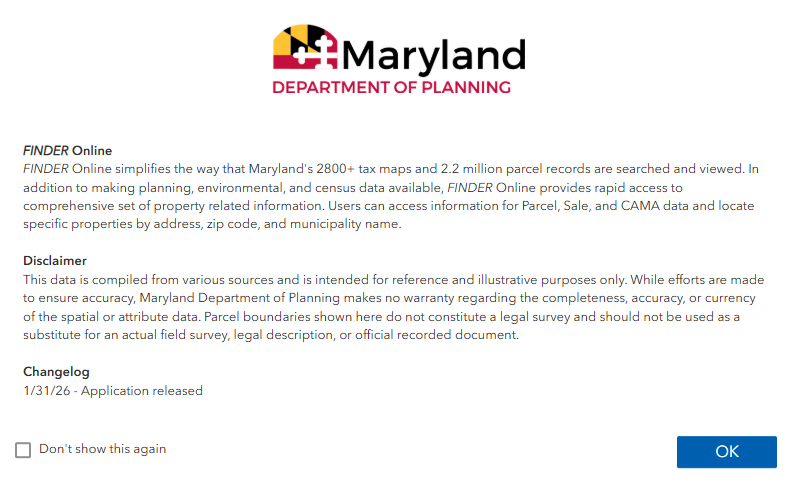 Maryland
DEPARTMENT OF PLANNING
FINDER Online
FINDER Online simplifies the way that Maryland's 2800+ tax maps and 2.2 million parcel records are searched and viewed. In
addition to making planning, environmental, and census data available, FINDER Online provides rapid access to
comprehensive set of property related information. Users can access information for Parcel, Sale, and CAMA data and locate
specific properties by address, zip code, and municipality name.
Disclaimer
This data is compiled from various sources and is intended for reference and illustrative purposes only. While efforts are made
to ensure accuracy, Maryland Department of Planning makes no warranty regarding the completeness, accuracy, or currency
of the spatial or attribute data. Parcel boundaries shown here do not constitute a legal survey and should not be used as a
substitute for an actual field survey, legal description, or official recorded document.
Changelog
1/31/26 - Application released
Don't show this again
OK